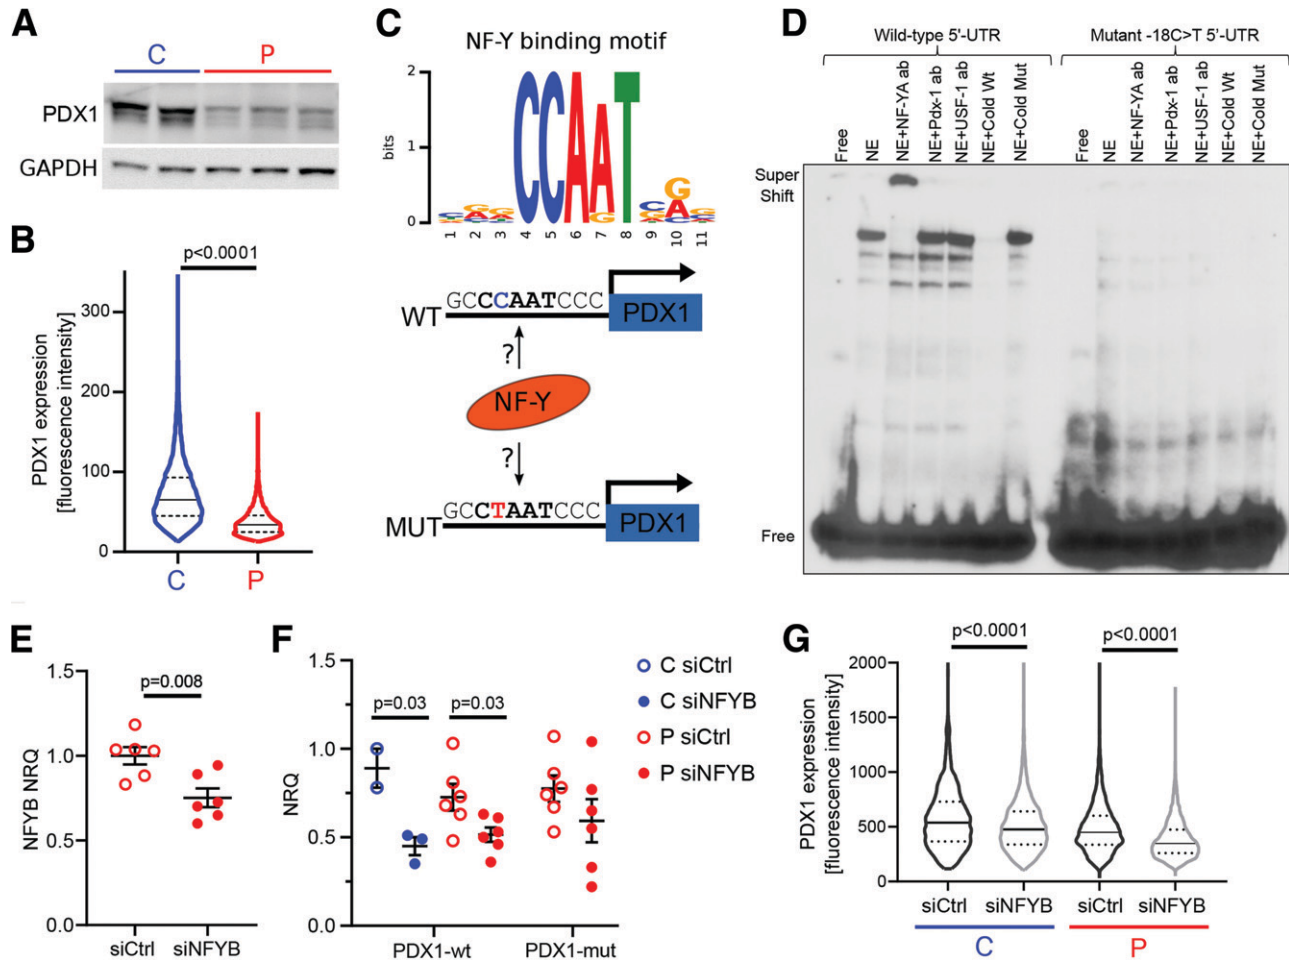 A
C P
PDX1
GAPDH
B
p<0.0001
PDX1 expression
[fluorescence intensity]
300
200
100
0
C P
C
NF-Y binding motif
bits
2
1
0
CCAAT
1 2 3 4 5 6 7 8 9 10 11
GCCCAATCCC
WT
PDX1
?
NF-Y
?
GCCTAATCCC
MUT
PDX1
D
Wild-type 5'-UTR
Mutant -18C>T 5'-UTR
Free
NE
NE+NF-YA ab
NE+Pdx-1 ab
NE+USF-1 ab
NE+Cold Wt
NE+Cold Mut
Free
NE
NE+NF-YA ab
NE+Pdx-1 ab
NE+USF-1 ab
NE+Cold Wt
NE+Cold Mut
Super
Shift
Free
E
NFYB NRQ
1.5
1.0
0.5
0.0
p=0.008
siCtrl siNFYB
F
NRQ
1.5
1.0
0.5
0.0
p=0.03
p=0.03
PDX1-wt PDX1-mut
C siCtrl
C siNFYB
P siCtrl
P siNFYB
G
PDX1 expression
[fluorescence intensity]
2000
1500
1000
500
0
p<0.0001
p<0.0001
siCtrl siNFYB siCtrl siNFYB
C P